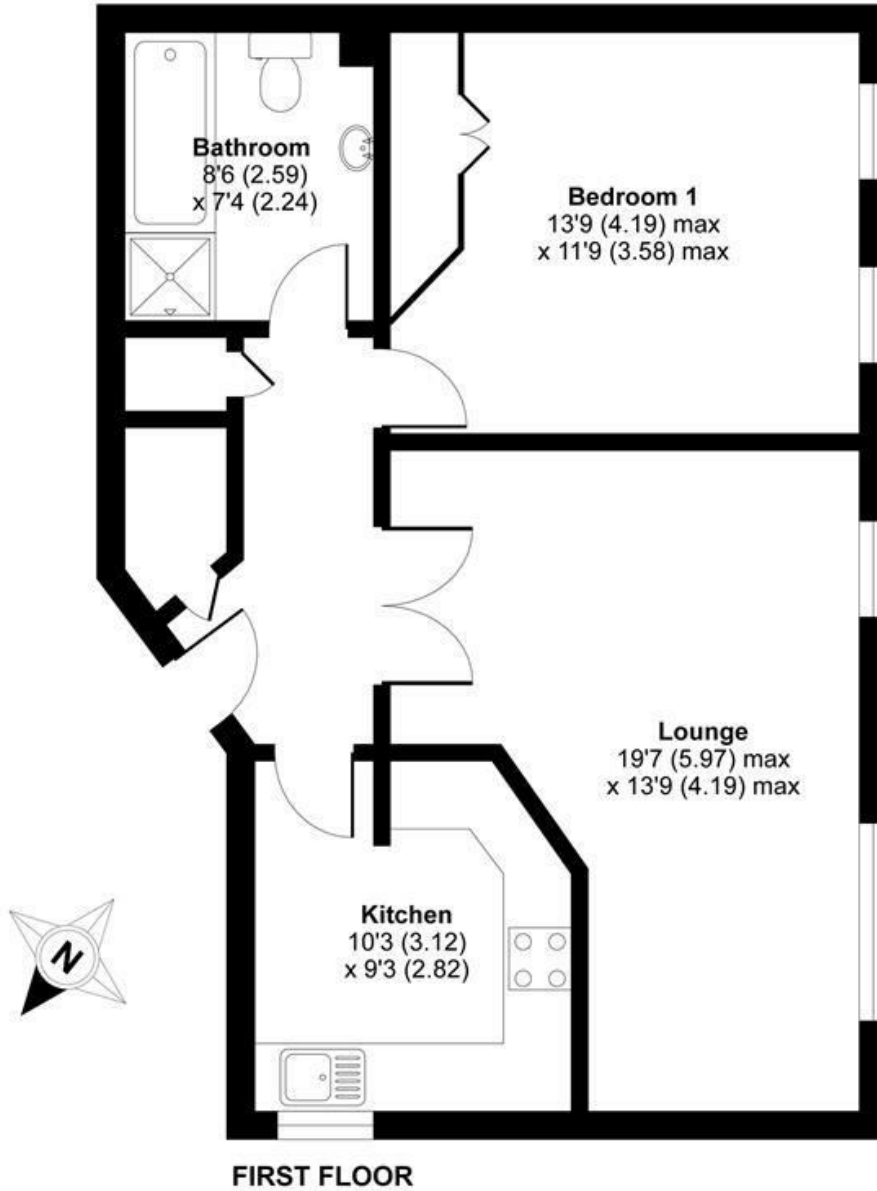 Bathroom
8'6 (2.59)
x 7'4 (2.24)
Bedroom 1
13'9 (4.19) max
x 11'9 (3.58) max
Lounge
19'7 (5.97) max
x 13'9 (4.19) max
Kitchen
10'3 (3.12)
x 9'3 (2.82)
N
FIRST FLOOR